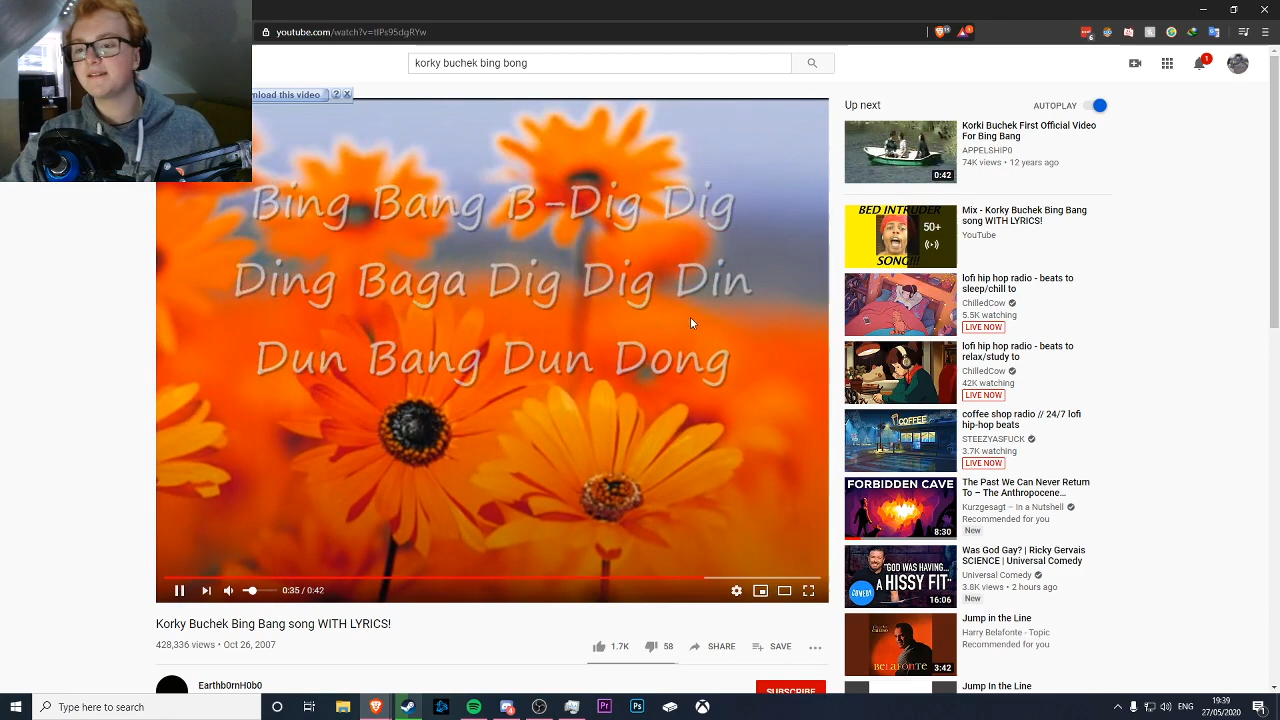 youtube.com/watch?v=tIPs95dgRYw
korky buchek bing bong
nload this video
Bing Bang B-Dig Dig
Ding Baga Dig Dig Din
Dun Bang Dun Dong
0:35 / 0:42
Korky Buchek Bing Bang song WITH LYRICS!
428,336 views • Oct 26, 2007
1.7K
58
SHARE
SAVE
Earthb0rnH0b0
SUBSCRIBE
Up next
AUTOPLAY
Korki Buchek First Official Video
For Bing Bang
APPELSHIP0
74K views • 12 years ago
0:42
BED INTRUDER
SONG!!!
50+
Mix - Korky Buchek Bing Bang
song WITH LYRICS!
YouTube
lofi hip hop radio - beats to
sleep/chill to
ChilledCow
5.5K watching
LIVE NOW
lofi hip hop radio - beats to
relax/study to
ChilledCow
42K watching
LIVE NOW
COFFEE
coffee shop radio // 24/7 lofi
hip-hop beats
STEEZYASFUCK
3.7K watching
LIVE NOW
FORBIDDEN CAVE
8:30
The Past We Can Never Return
To – The Anthropocene...
Kurzgesagt – In a Nutshell
Recommended for you
New
"GOD WAS HAVING...
A HISSY FIT"
COMEDY
16:06
Was God Gay? | Ricky Gervais
SCIENCE | Universal Comedy
Universal Comedy
3.8K views • 2 hours ago
New
BELAFONTE
3:42
Jump in the Line
Harry Belafonte - Topic
Recommended for you
Jump In the Line
Type here to search
ENG
19:39
27/05/2020